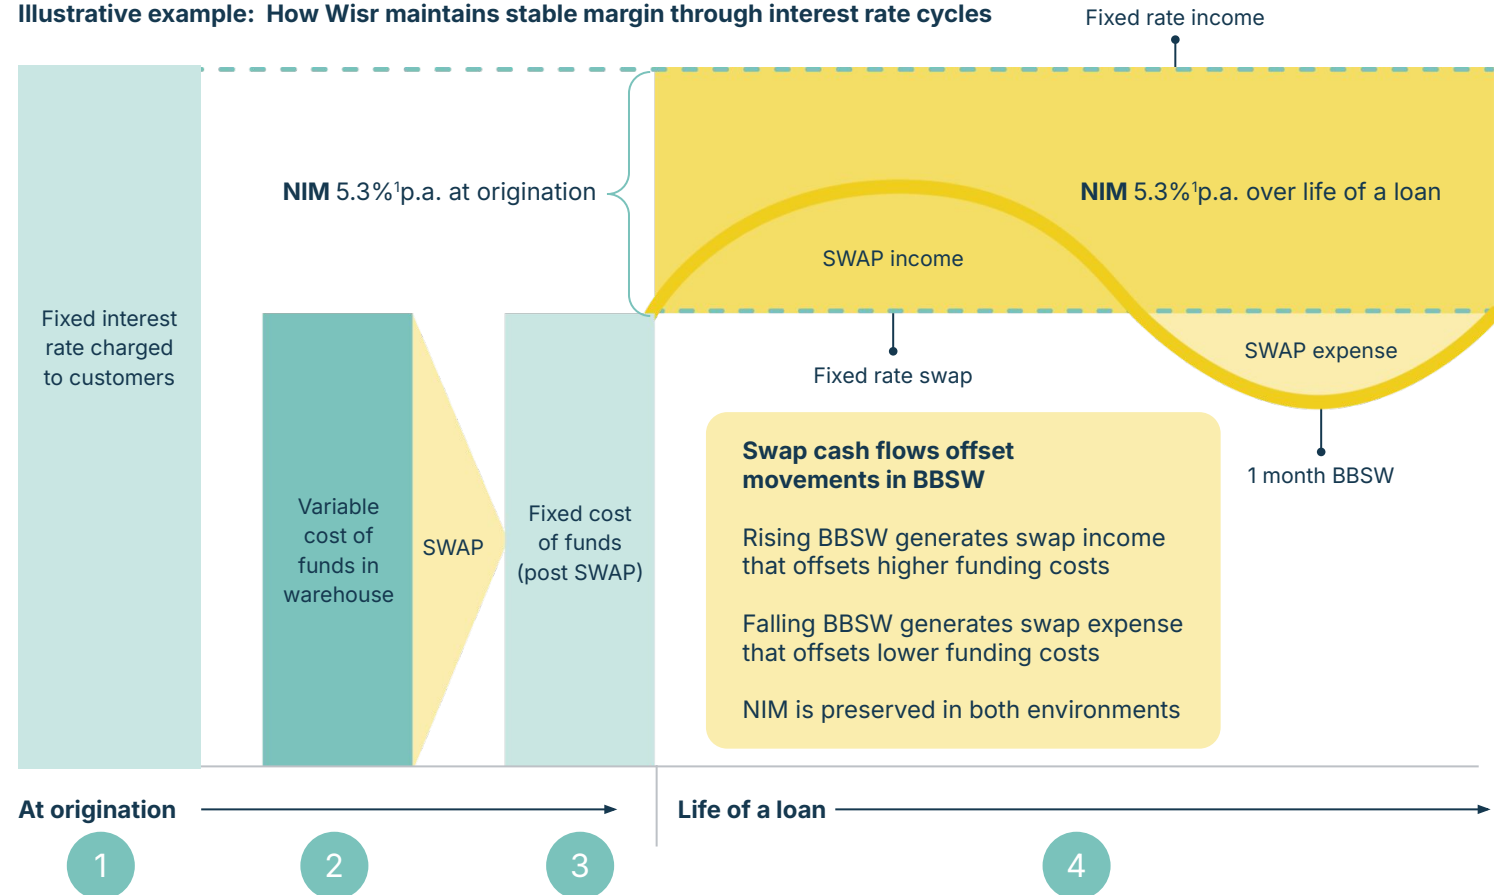 Illustrative example: How Wisr maintains stable margin through interest rate cycles
Fixed rate income
NIM 5.3%¹p.a. at origination
NIM 5.3%¹p.a. over life of a loan
SWAP income
Fixed interest
rate charged
to customers
SWAP expense
Fixed rate swap
1 month BBSW
Variable
cost of
funds in
warehouse
SWAP
Fixed cost
of funds
(post SWAP)
Swap cash flows offset
movements in BBSW
Rising BBSW generates swap income
that offsets higher funding costs
Falling BBSW generates swap expense
that offsets lower funding costs
NIM is preserved in both environments
At origination
Life of a loan
1
2
3
4